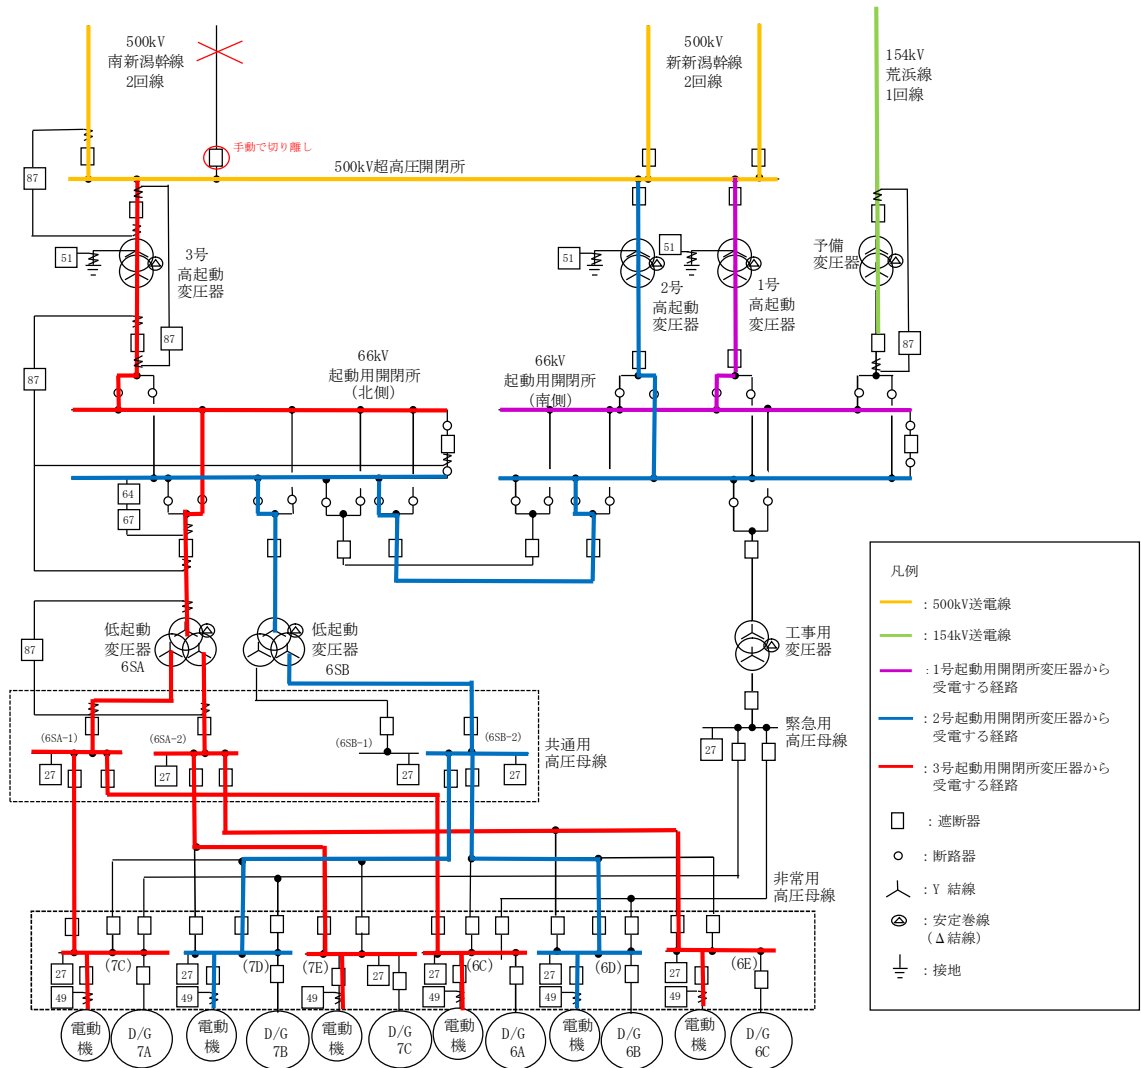 500kV
南新潟幹線
2回線
500kV
新新潟幹線
2回線
154kV
荒浜線
1回線
手動で切り離し
500kV超高圧開閉所
87
51
3号
高起動
変圧器
51
51
2号
高起動
変圧器
1号
高起動
変圧器
予備
変圧器
87
87
87
66kV
起動用開閉所
(北側)
66kV
起動用開閉所
(南側)
64
67
87
低起動
変圧器
6SA
低起動
変圧器
6SB
工事用
変圧器
(6SA-1)
(6SA-2)
(6SB-1)
(6SB-2)
27
27
27
27
共通用
高圧母線
緊急用
高圧母線
27
非常用
高圧母線
(7C)
(7D)
(7E)
(6C)
(6D)
(6E)
27
27
27
27
27
27
49
49
49
49
49
49
電動
機
D/G
7A
電動
機
D/G
7B
電動
機
D/G
7C
電動
機
D/G
6A
電動
機
D/G
6B
電動
機
D/G
6C
凡例
：500kV送電線
：154kV送電線
：1号起動用開閉所変圧器から
受電する経路
：2号起動用開閉所変圧器から
受電する経路
：3号起動用開閉所変圧器から
受電する経路
：遮断器
：断路器
：Y 結線
：安定巻線
(Δ結線)
：接地